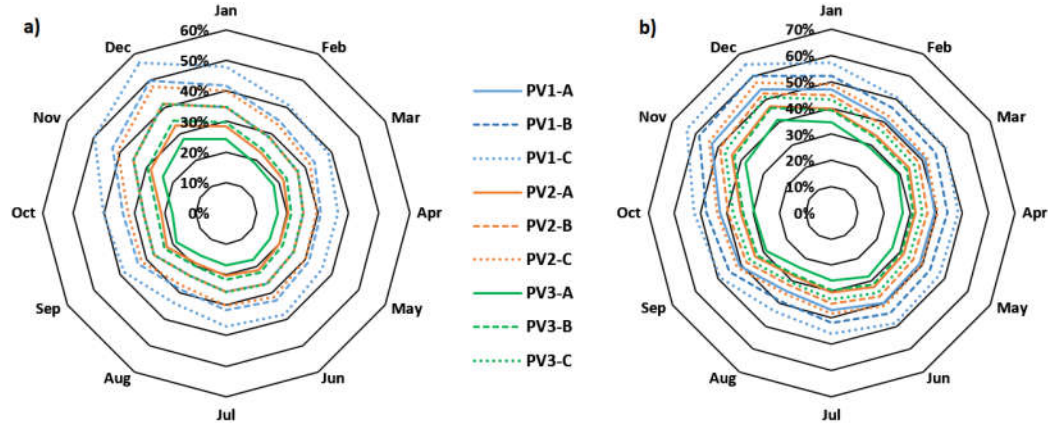 a)
Jan
Feb
Mar
Apr
May
Jun
Jul
Aug
Sep
Oct
Nov
Dec
60%
50%
40%
30%
20%
10%
0%
PV1-A
PV1-B
PV1-C
PV2-A
PV2-B
PV2-C
PV3-A
PV3-B
PV3-C
b)
Jan
Feb
Mar
Apr
May
Jun
Jul
Aug
Sep
Oct
Nov
Dec
70%
60%
50%
40%
30%
20%
10%
0%